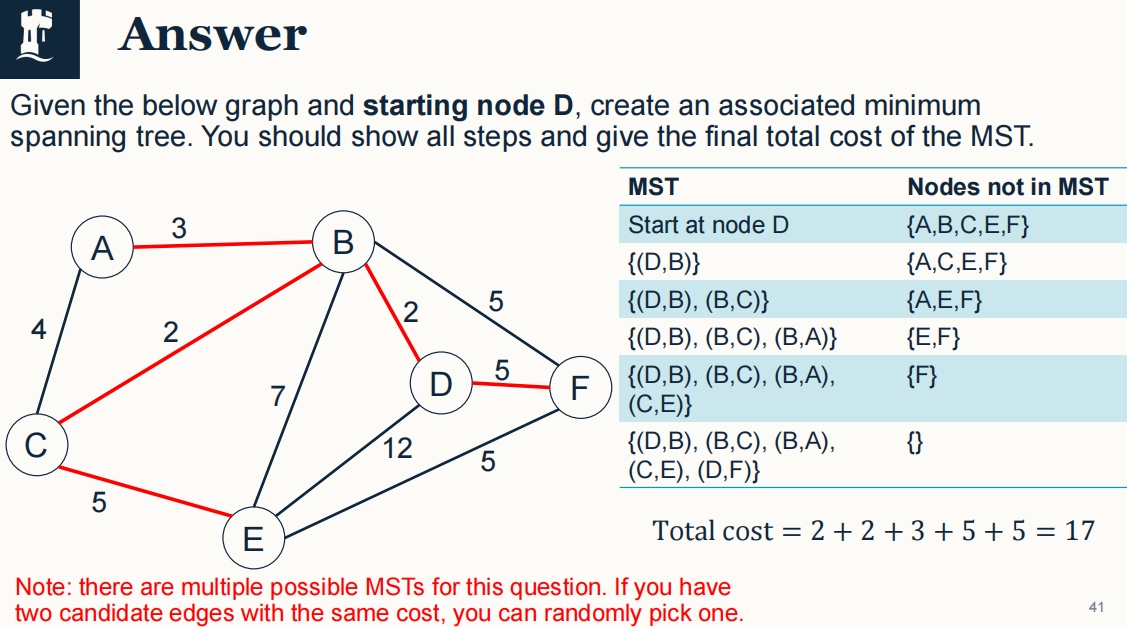 Answer
Given the below graph and starting node D, create an associated minimum
spanning tree. You should show all steps and give the final total cost of the MST.
MST Nodes not in MST
Start at node D {A,B,C,E,F}
{(D,B)} {A,C,E,F}
{(D,B), (B,C)} {A,E,F}
{(D,B), (B,C), (B,A)} {E,F}
{(D,B), (B,C), (B,A), {F}
(C,E)}
{(D,B), (B,C), (B,A), {}
(C,E), (D,F)}
Total cost = 2 + 2 + 3 + 5 + 5 = 17
A
3
B
4
2
2
5
7
D
5
F
C
12
5
5
E
Note: there are multiple possible MSTs for this question. If you have
two candidate edges with the same cost, you can randomly pick one.
41